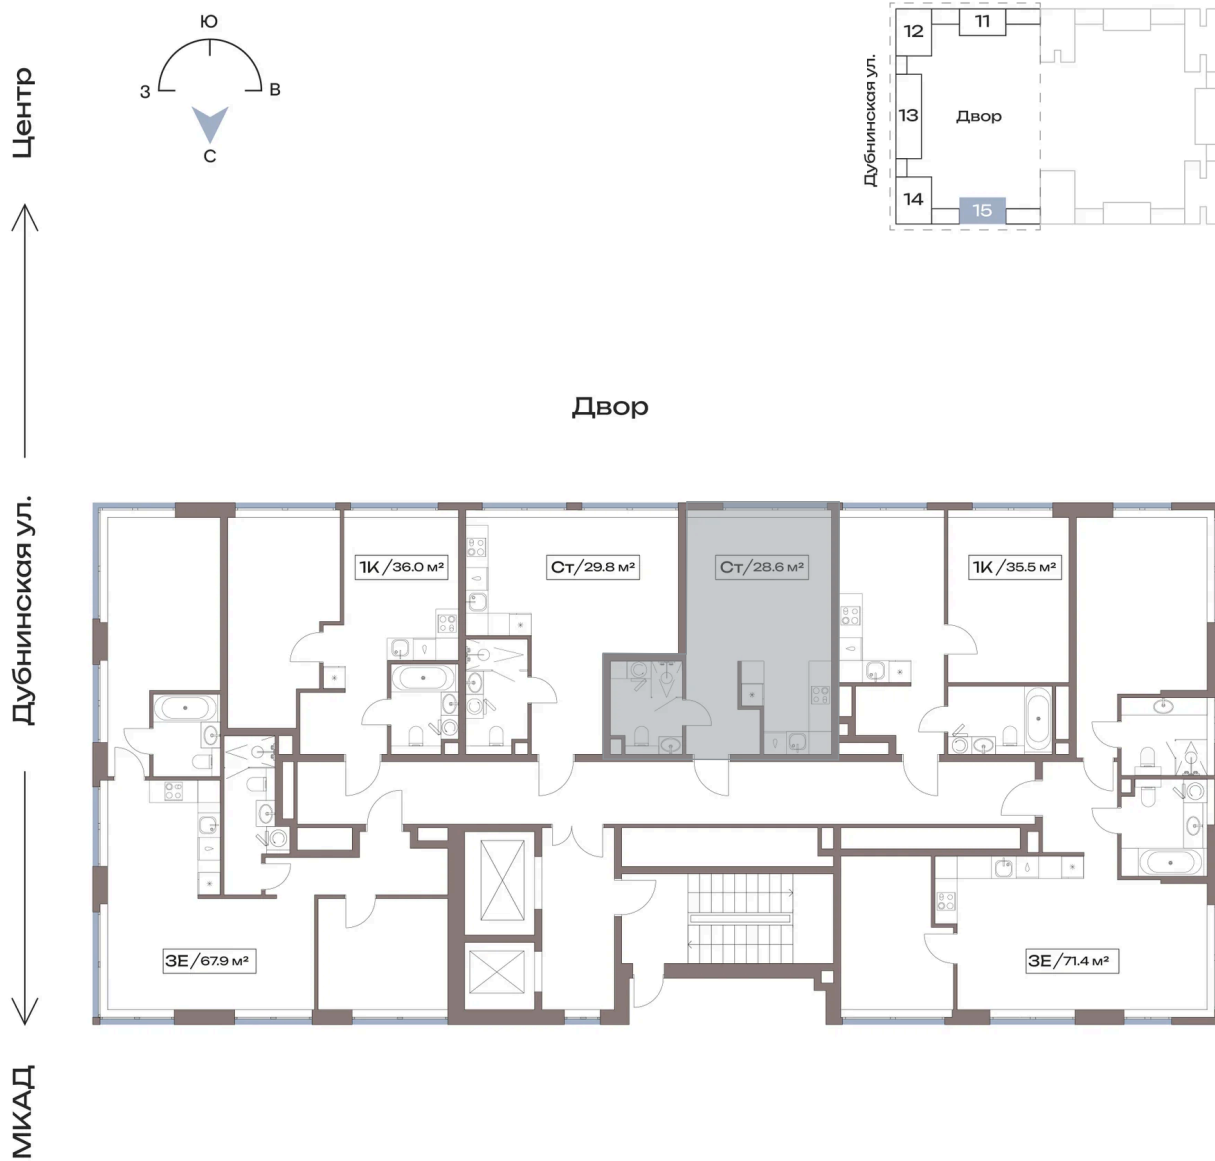 Ю
З
В
С
Центр
Дубнинская ул.
МКАД
Дубнинская ул.
12
11
13
Двор
14
15
Двор
1К/36.0 м²
Ст/29.8 м²
Ст/28.6 м²
1К/35.5 м²
3Е/67.9 м²
3Е/71.4 м²